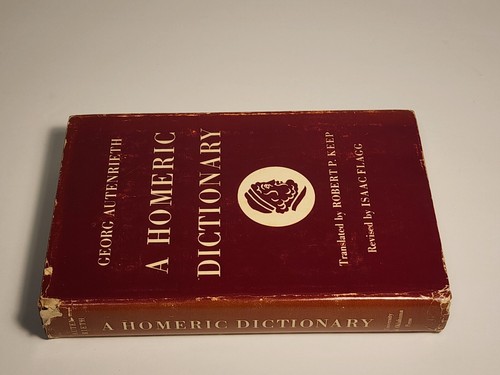 GEORG AUTENRIETH
A HOMERIC
DICTIONARY
Translated by ROBERT P. KEEP
Revised by ISAAC FLAGG
A HOMERIC DICTIONARY